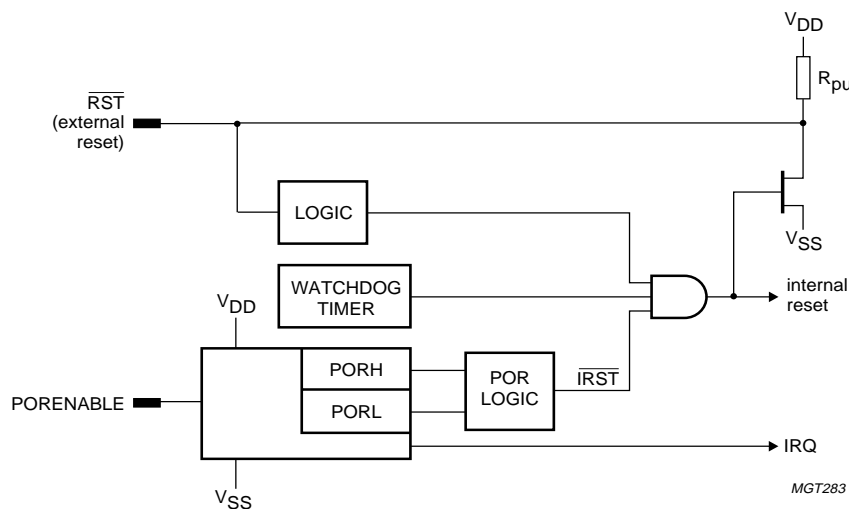 VDD
Rpu
RST
(external
reset)
LOGIC
VSS
WATCHDOG
TIMER
internal
reset
VDD
PORH
POR
LOGIC
IRST
PORENABLE
PORL
IRQ
VSS
MGT283